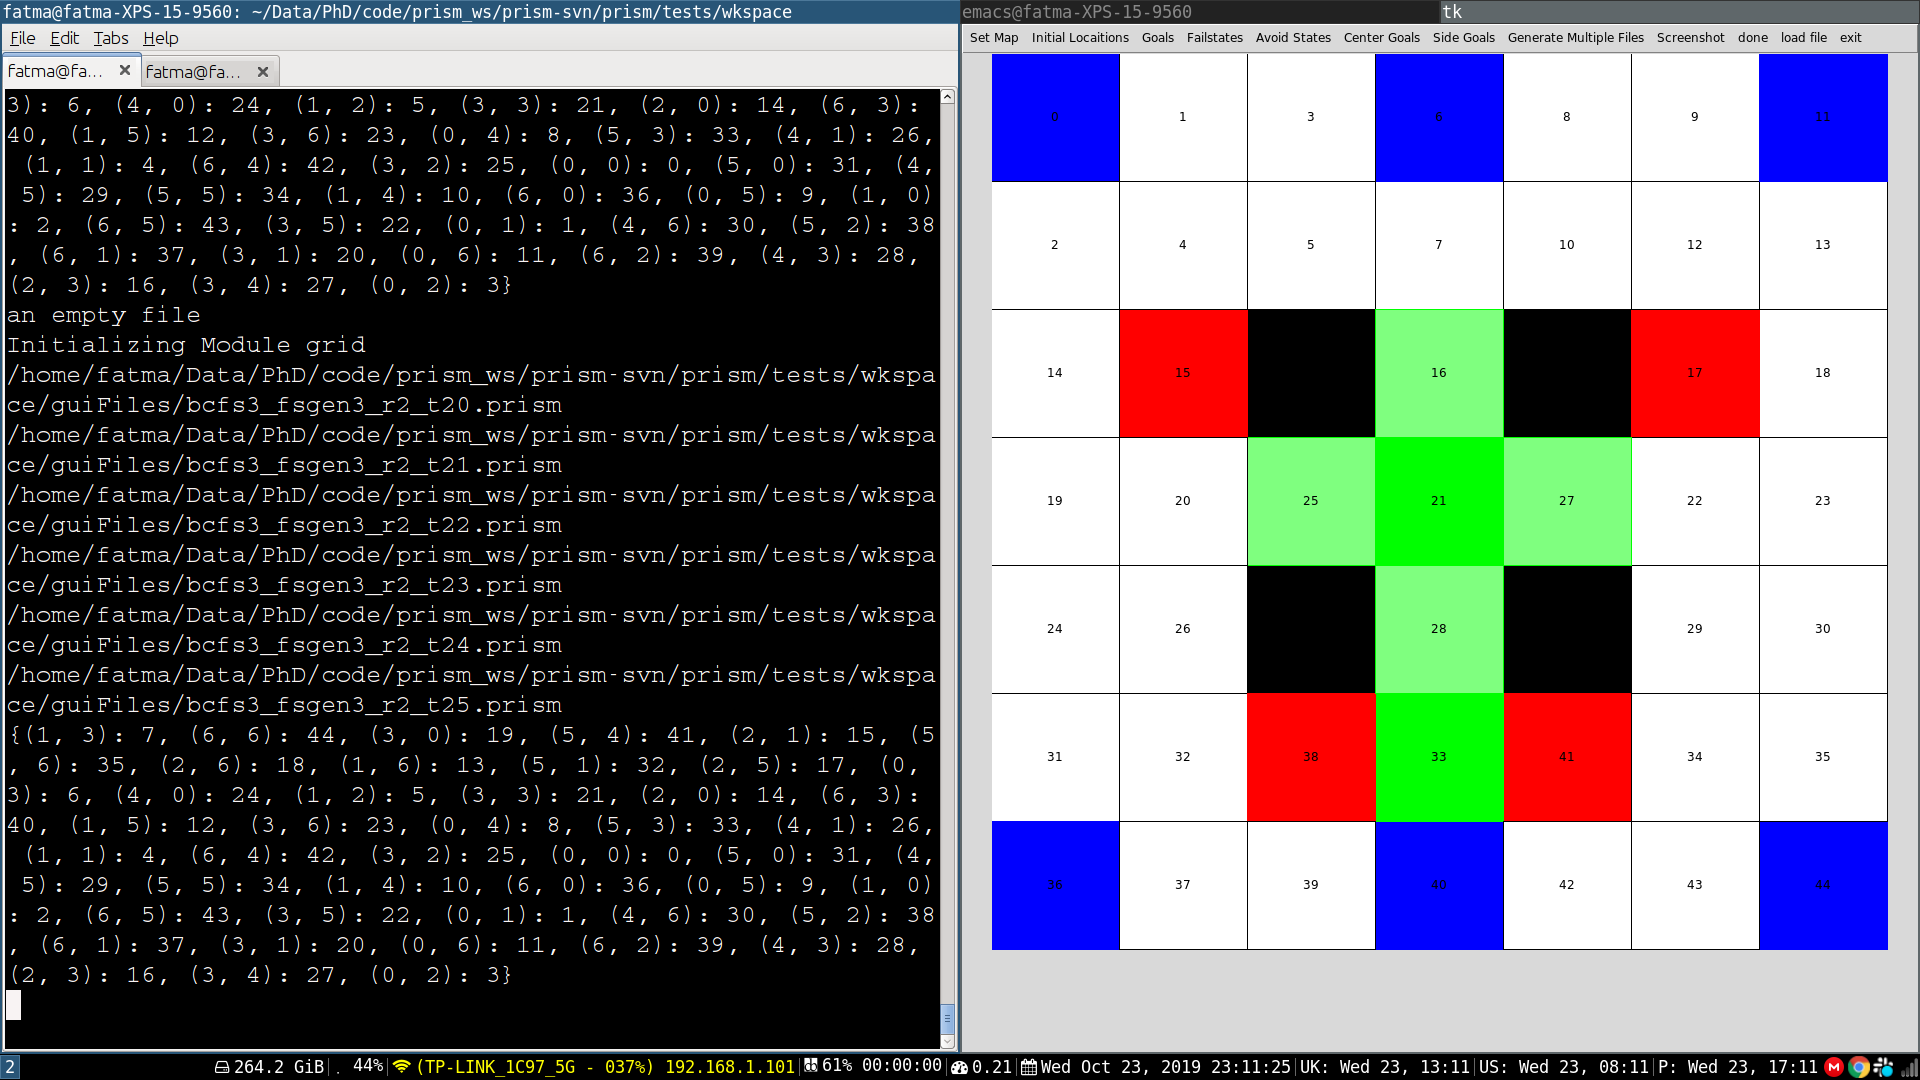 fatma@fatma-XPS-15-9560: ~/Data/PhD/code/prism_ws/prism-svn/prism/tests/wkspace
File Edit Tabs Help
fatma@fa... × fatma@fa... ×
3): 6, (4, 0): 24, (1, 2): 5, (3, 3): 21, (2, 0): 14, (6, 3):
40, (1, 5): 12, (3, 6): 23, (0, 4): 8, (5, 3): 33, (4, 1): 26,
(1, 1): 4, (6, 4): 42, (3, 2): 25, (0, 0): 0, (5, 0): 31, (4,
5): 29, (5, 5): 34, (1, 4): 10, (6, 0): 36, (0, 5): 9, (1, 0)
: 2, (6, 5): 43, (3, 5): 22, (0, 1): 1, (4, 6): 30, (5, 2): 38
, (6, 1): 37, (3, 1): 20, (0, 6): 11, (6, 2): 39, (4, 3): 28,
(2, 3): 16, (3, 4): 27, (0, 2): 3}
an empty file
Initializing Module grid
/home/fatma/Data/PhD/code/prism_ws/prism-svn/prism/tests/wkspa
ce/guiFiles/bcfs3_fsgen3_r2_t20.prism
/home/fatma/Data/PhD/code/prism_ws/prism-svn/prism/tests/wkspa
ce/guiFiles/bcfs3_fsgen3_r2_t21.prism
/home/fatma/Data/PhD/code/prism_ws/prism-svn/prism/tests/wkspa
ce/guiFiles/bcfs3_fsgen3_r2_t22.prism
/home/fatma/Data/PhD/code/prism_ws/prism-svn/prism/tests/wkspa
ce/guiFiles/bcfs3_fsgen3_r2_t23.prism
/home/fatma/Data/PhD/code/prism_ws/prism-svn/prism/tests/wkspa
ce/guiFiles/bcfs3_fsgen3_r2_t24.prism
/home/fatma/Data/PhD/code/prism_ws/prism-svn/prism/tests/wkspa
ce/guiFiles/bcfs3_fsgen3_r2_t25.prism
{(1, 3): 7, (6, 6): 44, (3, 0): 19, (5, 4): 41, (2, 1): 15, (5
, 6): 35, (2, 6): 18, (1, 6): 13, (5, 1): 32, (2, 5): 17, (0,
3): 6, (4, 0): 24, (1, 2): 5, (3, 3): 21, (2, 0): 14, (6, 3):
40, (1, 5): 12, (3, 6): 23, (0, 4): 8, (5, 3): 33, (4, 1): 26,
(1, 1): 4, (6, 4): 42, (3, 2): 25, (0, 0): 0, (5, 0): 31, (4,
5): 29, (5, 5): 34, (1, 4): 10, (6, 0): 36, (0, 5): 9, (1, 0)
: 2, (6, 5): 43, (3, 5): 22, (0, 1): 1, (4, 6): 30, (5, 2): 38
, (6, 1): 37, (3, 1): 20, (0, 6): 11, (6, 2): 39, (4, 3): 28,
(2, 3): 16, (3, 4): 27, (0, 2): 3}
emacs@fatma-XPS-15-9560 tk
Set Map Initial Locaitions Goals Failstates Avoid States Center Goals Side Goals Generate Multiple Files Screenshot done load file exit
0 1 3 6 8 9 11
2 4 5 7 10 12 13
14 15 16 17 18
19 20 25 21 27 22 23
24 26 28 29 30
31 32 38 33 41 34 35
36 37 39 40 42 43 44
2 264.2 GiB| . 44% (TP-LINK_1C97_5G - 037%) 192.168.1.101 61% 00:00:00 0.21 Wed Oct 23, 2019 23:11:25|UK: Wed 23, 13:11|US: Wed 23, 08:11|P: Wed 23, 17:11